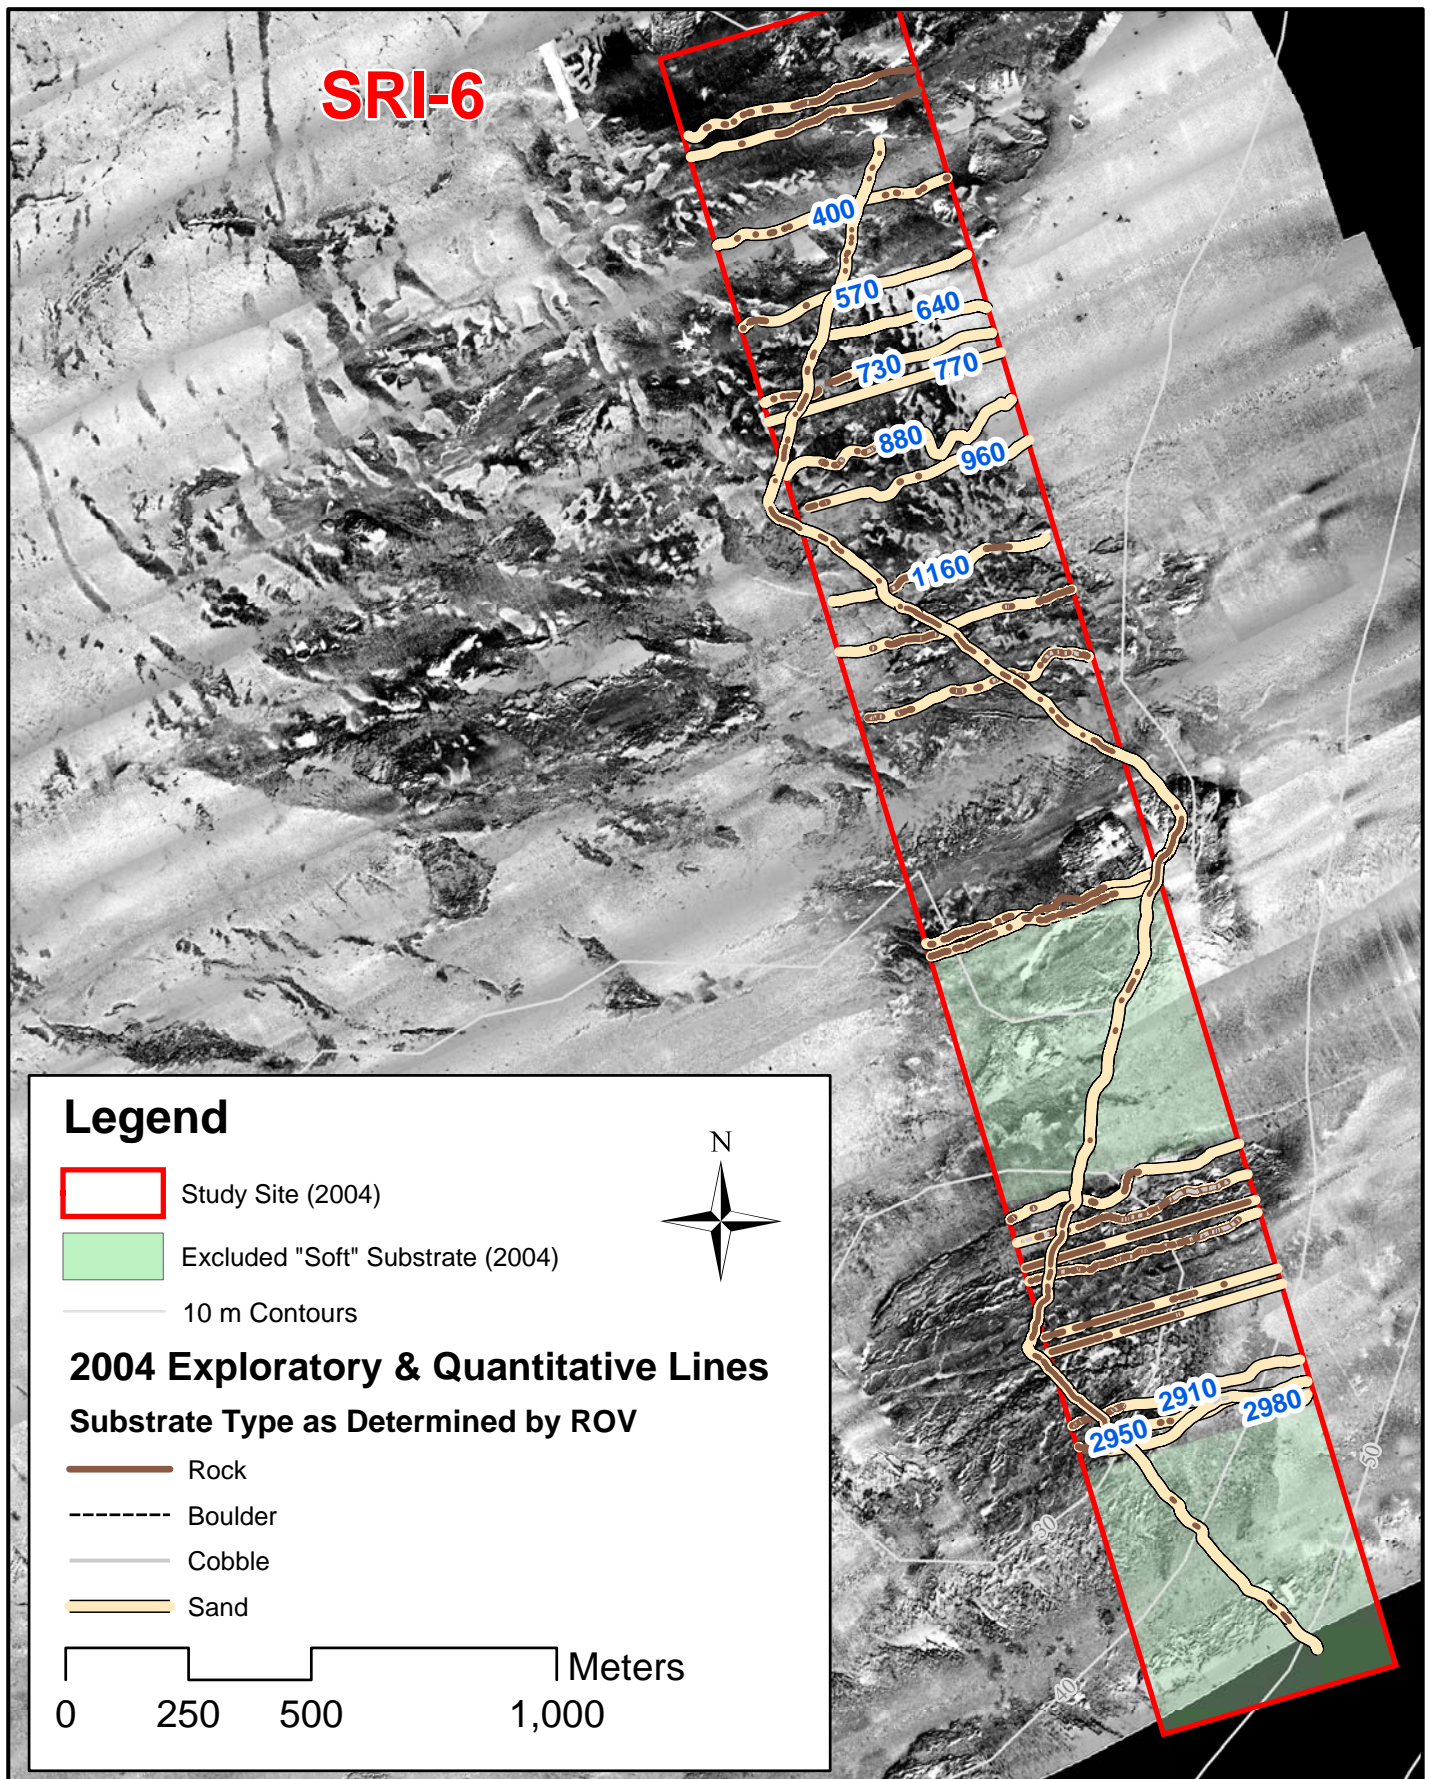 SRI-6
400
570
640
730
770
880
960
1160
2910
2980
2950
50
30
40
Legend
N
Study Site (2004)
Excluded "Soft" Substrate (2004)
10 m Contours
2004 Exploratory & Quantitative Lines
Substrate Type as Determined by ROV
Rock
Boulder
Cobble
Sand
Meters
0 250 500 1,000